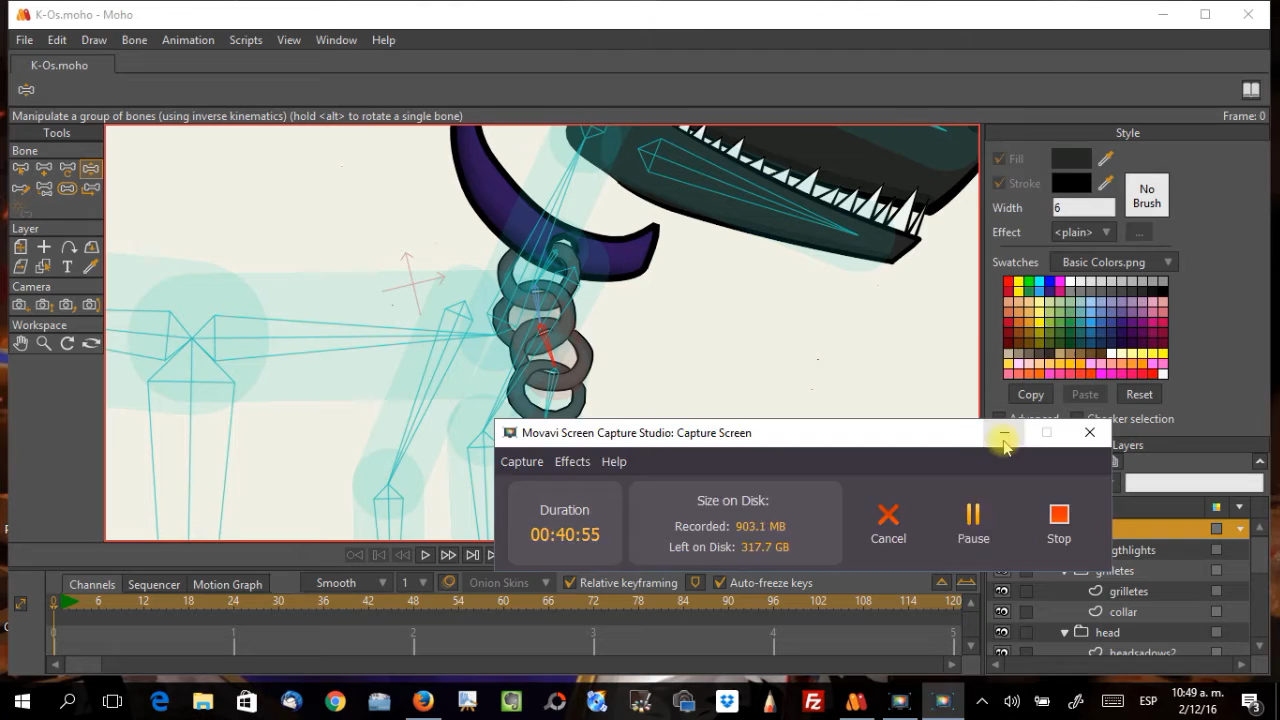 K-Os.moho - Moho
File Edit Draw Bone Animation Scripts View Window Help
K-Os.moho
Manipulate a group of bones (using inverse kinematics) (hold <alt> to rotate a single bone)
Frame: 0
Tools
Bone
Layer
Camera
Workspace
Style
Fill
Stroke
No Brush
Width 6
Effect <plain> ...
Swatches Basic Colors.png
Copy Paste Reset
Advanced Checker selection
Layers
grilletes
grilletes
collar
head
headsadows2
Movavi Screen Capture Studio: Capture Screen
Capture Effects Help
Duration
00:40:55
Size on Disk:
Recorded: 903.1 MB
Left on Disk: 317.7 GB
Cancel Pause Stop
Channels Sequencer Motion Graph Smooth 1 Onion Skins Relative keyframing Auto-freeze keys
0 6 12 18 24 30 36 42 48 54 60 66 72 78 84 90 96 102 108 114 120
0 1 2 3 4 5
ESP
10:49 a. m.
2/12/16
3